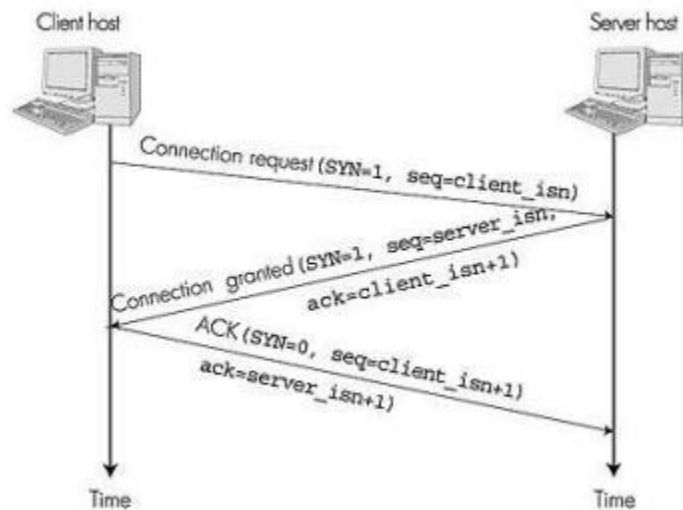 Client host
Server host
Connection request (SYN=1, seq=client_isn)
Connection granted (SYN=1, seq=server_isn,
ack=client_isn+1)
ACK (SYN=0, seq=client_isn+1)
ack=server_isn+1)
Time
Time